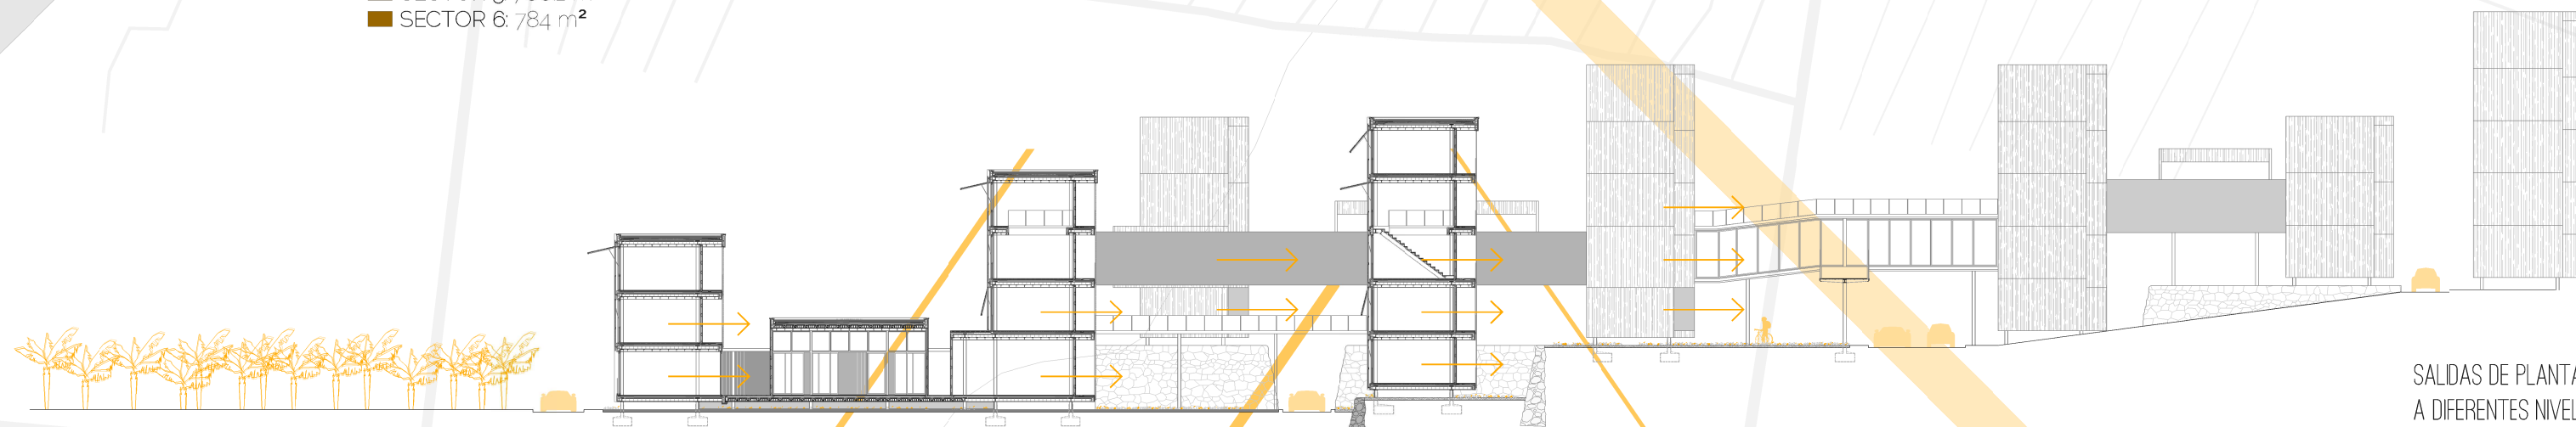 SECTOR 6: 784 m²
SALIDAS DE PLANTA
A DIFERENTES NIVEL